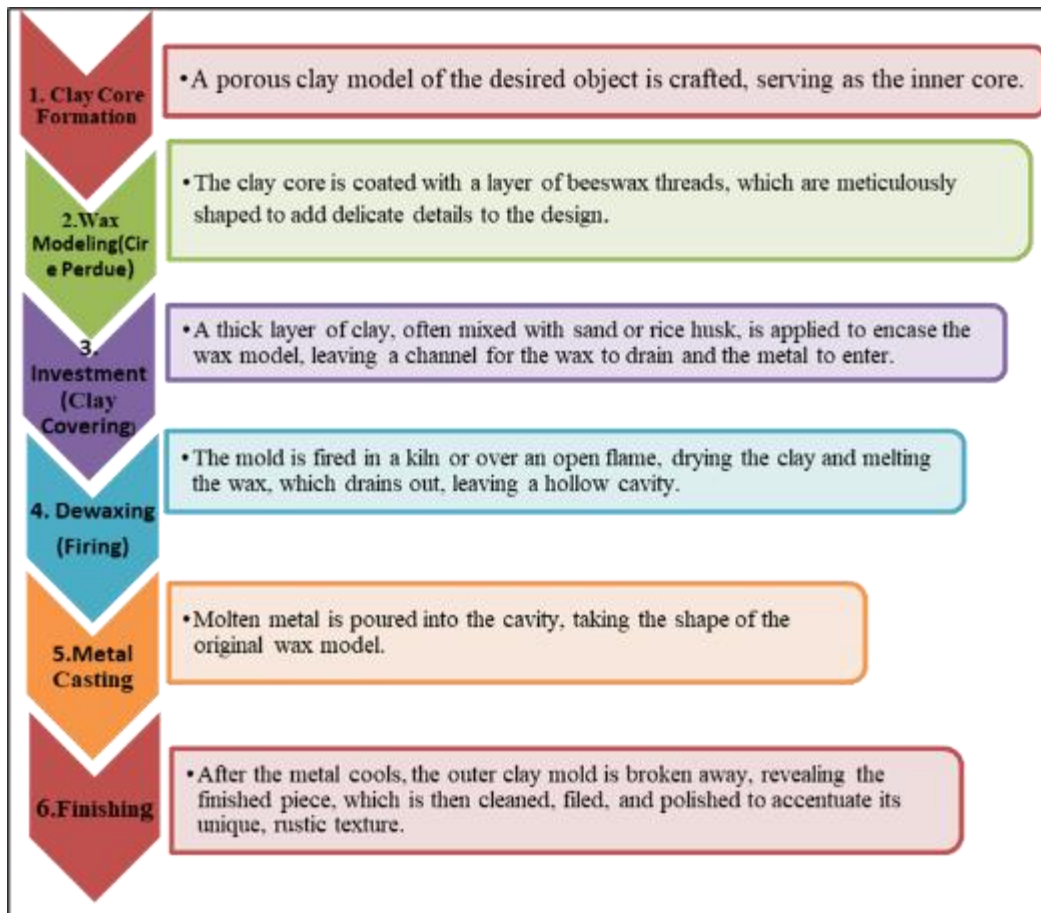 1. Clay Core
Formation
•A porous clay model of the desired object is crafted, serving as the inner core.
2.Wax
Modeling(Cir
e Perdue)
•The clay core is coated with a layer of beeswax threads, which are meticulously
shaped to add delicate details to the design.
3.
Investment
(Clay
Covering)
•A thick layer of clay, often mixed with sand or rice husk, is applied to encase the
wax model, leaving a channel for the wax to drain and the metal to enter.
4. Dewaxing
(Firing)
•The mold is fired in a kiln or over an open flame, drying the clay and melting
the wax, which drains out, leaving a hollow cavity.
5.Metal
Casting
•Molten metal is poured into the cavity, taking the shape of the
original wax model.
6.Finishing
•After the metal cools, the outer clay mold is broken away, revealing the
finished piece, which is then cleaned, filed, and polished to accentuate its
unique, rustic texture.